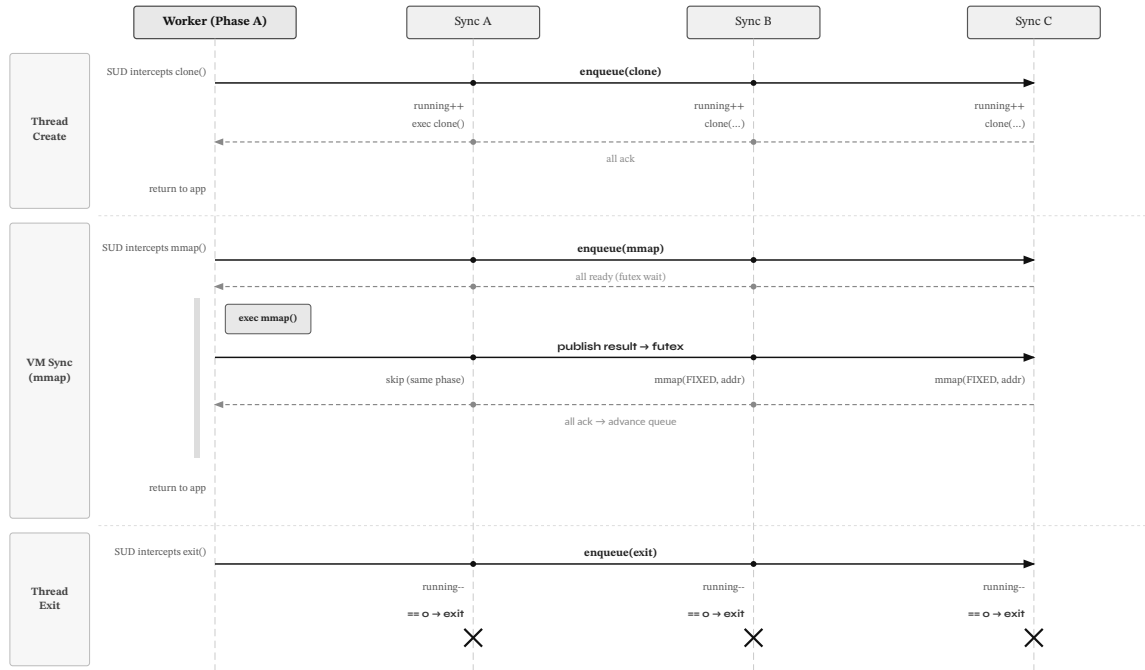 Worker (Phase A)
Sync A
Sync B
Sync C
Thread
Create
SUD intercepts clone()
enqueue(clone)
running++
running++
running++
exec clone()
clone(...)
clone(...)
all ack
return to app
VM Sync
(mmap)
SUD intercepts mmap()
enqueue(mmap)
all ready (futex wait)
exec mmap()
publish result → futex
skip (same phase)
mmap(FIXED, addr)
mmap(FIXED, addr)
all ack → advance queue
return to app
Thread
Exit
SUD intercepts exit()
enqueue(exit)
running--
running--
running--
== 0 → exit
== 0 → exit
== 0 → exit